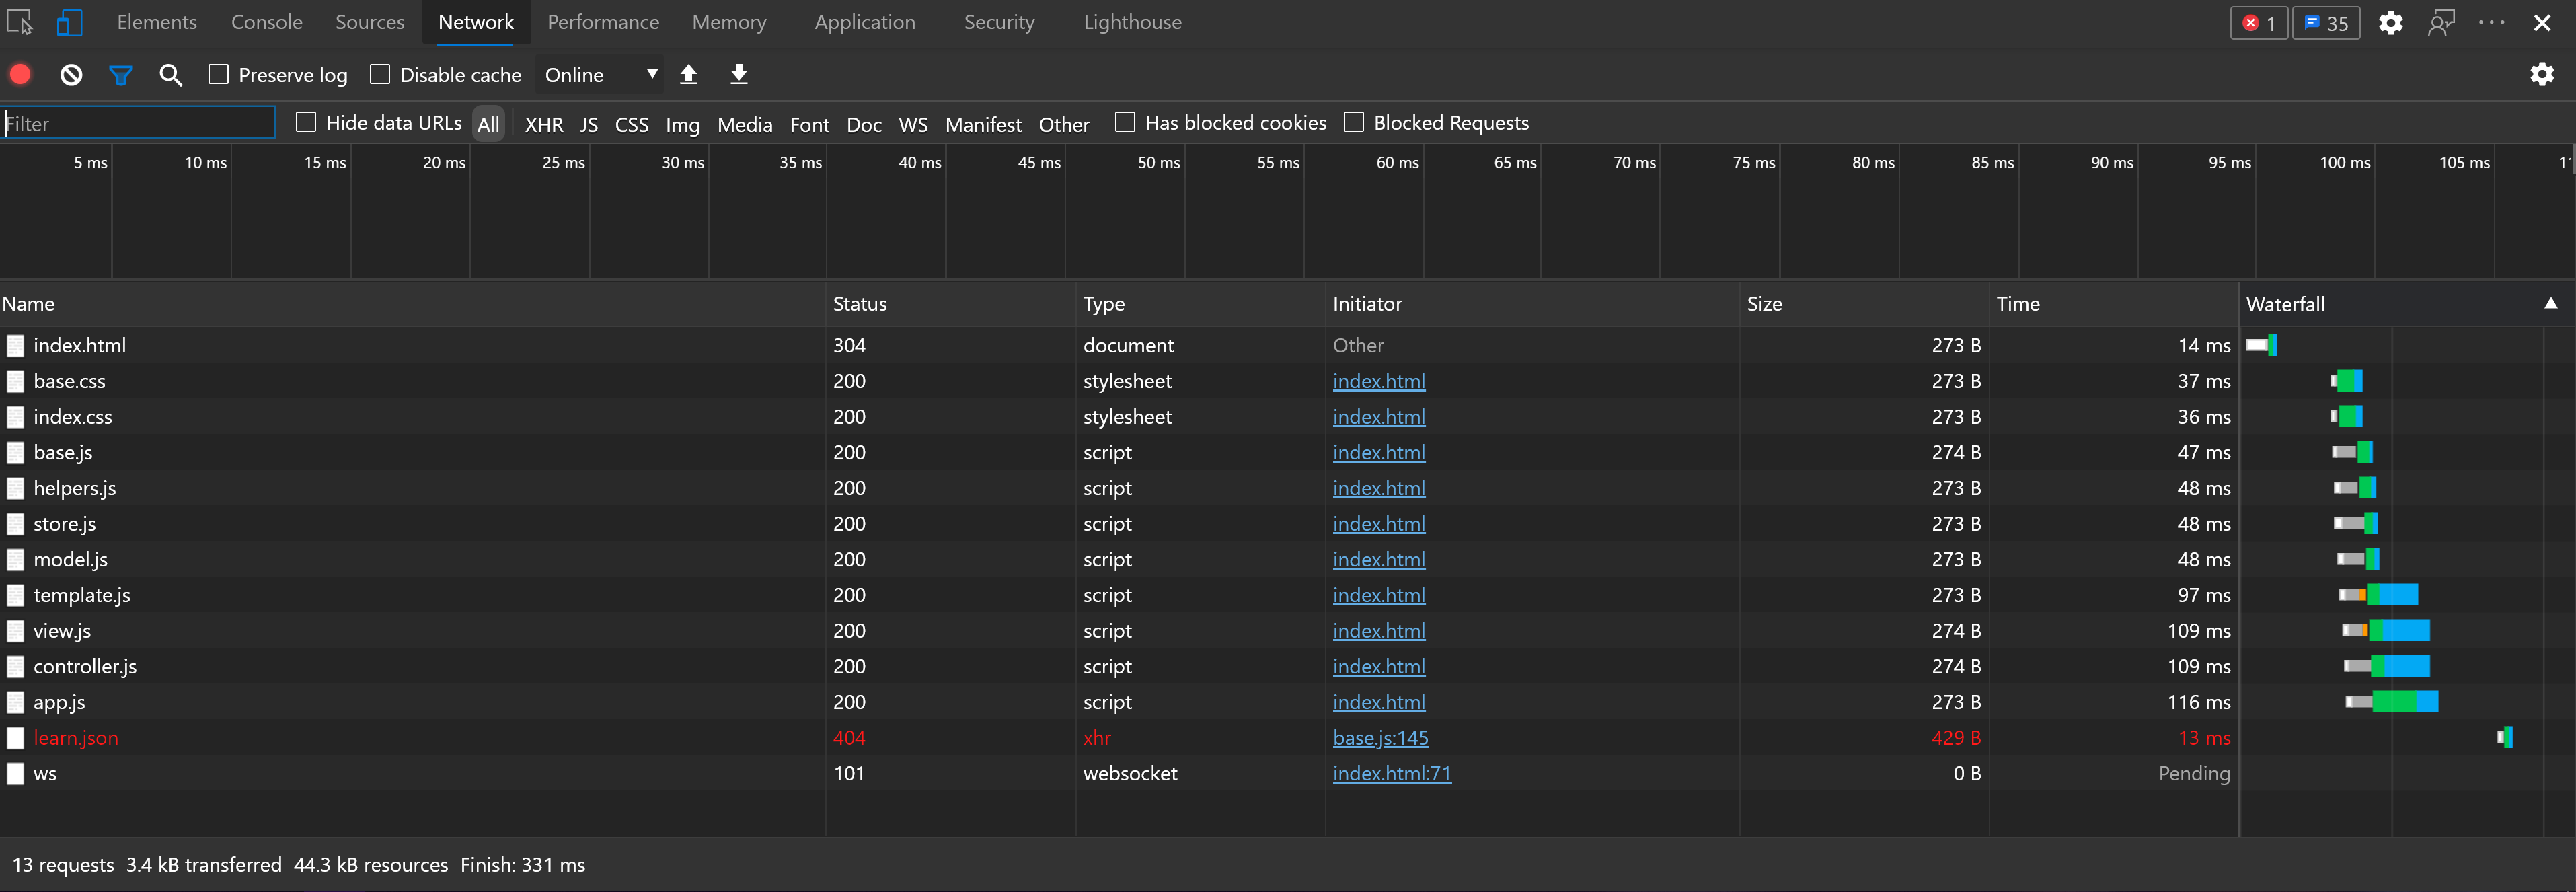 Elements Console Sources Network Performance Memory Application Security Lighthouse 1 35
Preserve log Disable cache Online
Filter Hide data URLs All XHR JS CSS Img Media Font Doc WS Manifest Other Has blocked cookies Blocked Requests
5 ms 10 ms 15 ms 20 ms 25 ms 30 ms 35 ms 40 ms 45 ms 50 ms 55 ms 60 ms 65 ms 70 ms 75 ms 80 ms 85 ms 90 ms 95 ms 100 ms 105 ms
Name Status Type Initiator Size Time Waterfall
index.html 304 document Other 273 B 14 ms
base.css 200 stylesheet index.html 273 B 37 ms
index.css 200 stylesheet index.html 273 B 36 ms
base.js 200 script index.html 274 B 47 ms
helpers.js 200 script index.html 273 B 48 ms
store.js 200 script index.html 273 B 48 ms
model.js 200 script index.html 273 B 48 ms
template.js 200 script index.html 273 B 97 ms
view.js 200 script index.html 274 B 109 ms
controller.js 200 script index.html 274 B 109 ms
app.js 200 script index.html 273 B 116 ms
learn.json 404 xhr base.js:145 429 B 13 ms
ws 101 websocket index.html:71 0 B Pending
13 requests 3.4 kB transferred 44.3 kB resources Finish: 331 ms